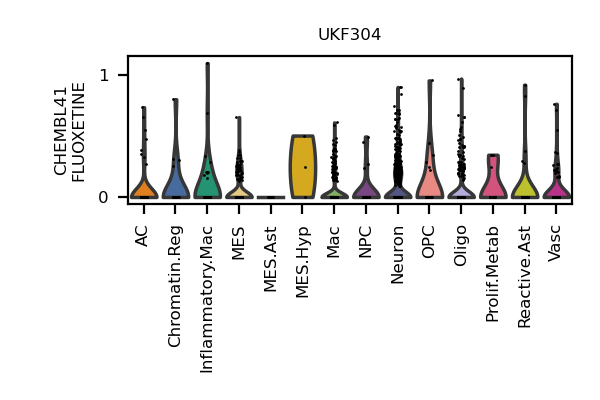 UKF304
CHEMBL41
FLUOXETINE
1
0
AC
Chromatin.Reg
Inflammatory.Mac
MES
MES.Ast
MES.Hyp
Mac
NPC
Neuron
OPC
Oligo
Prolif.Metab
Reactive.Ast
Vasc